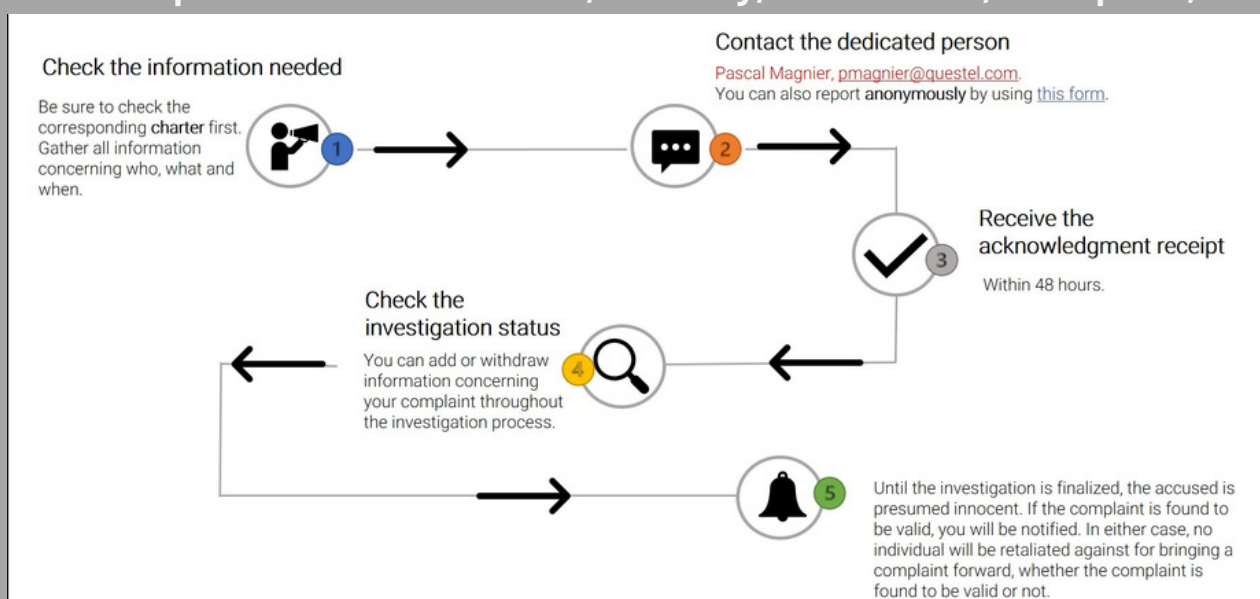 Check the information needed
Be sure to check the
corresponding charter first.
Gather all information
concerning who, what and
when.
1
Contact the dedicated person
Pascal Magnier, pmagnier@questel.com.
You can also report anonymously by using this form.
2
Receive the
acknowledgment receipt
Within 48 hours.
3
Check the
investigation status
You can add or withdraw
information concerning
your complaint throughout
the investigation process.
4
5
Until the investigation is finalized, the accused is
presumed innocent. If the complaint is found to
be valid, you will be notified. In either case, no
individual will be retaliated against for bringing a
complaint forward, whether the complaint is
found to be valid or not.